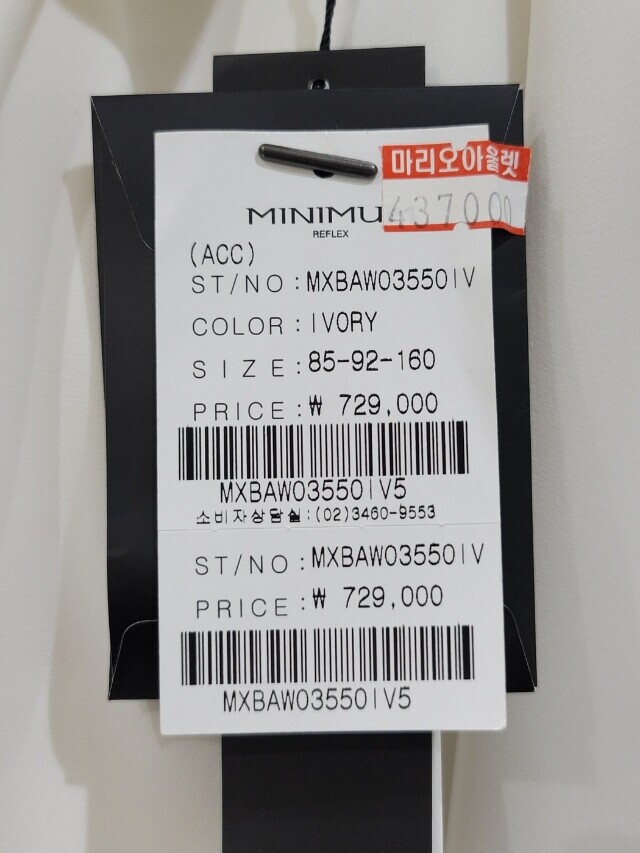 마리오아울렛
437000
MINIMU
REFLEX
(ACC)
ST/NO : MXBAW03550IV
COLOR : IVORY
SIZE : 85-92-160
PRICE : ₩ 729,000
MXBAW03550IV5
소비자상담실:(02)3460-9553
ST/NO : MXBAW03550IV
PRICE : ₩ 729,000
MXBAW03550IV5